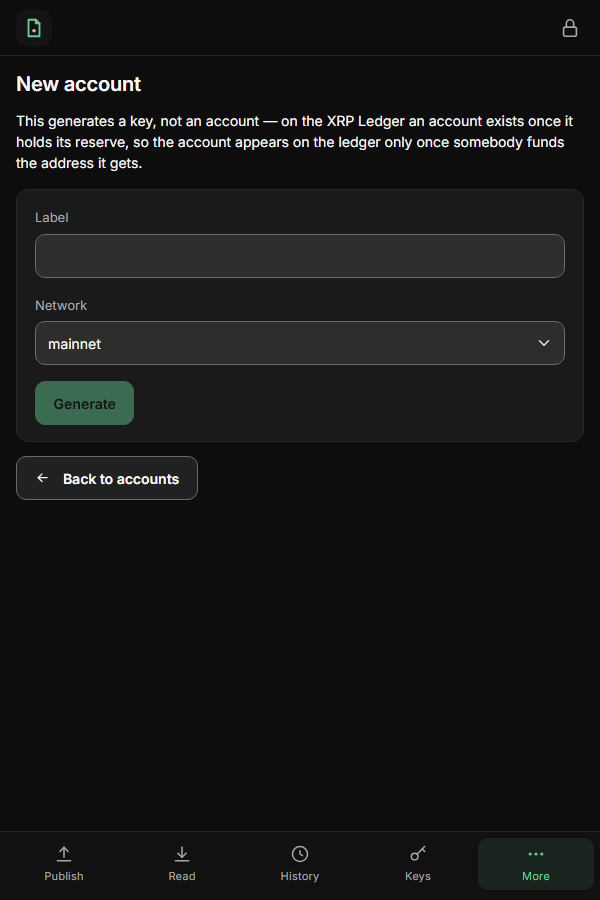 New account
This generates a key, not an account — on the XRP Ledger an account exists once it
holds its reserve, so the account appears on the ledger only once somebody funds
the address it gets.
Label
Network
mainnet
Generate
Back to accounts
Publish
Read
History
Keys
More